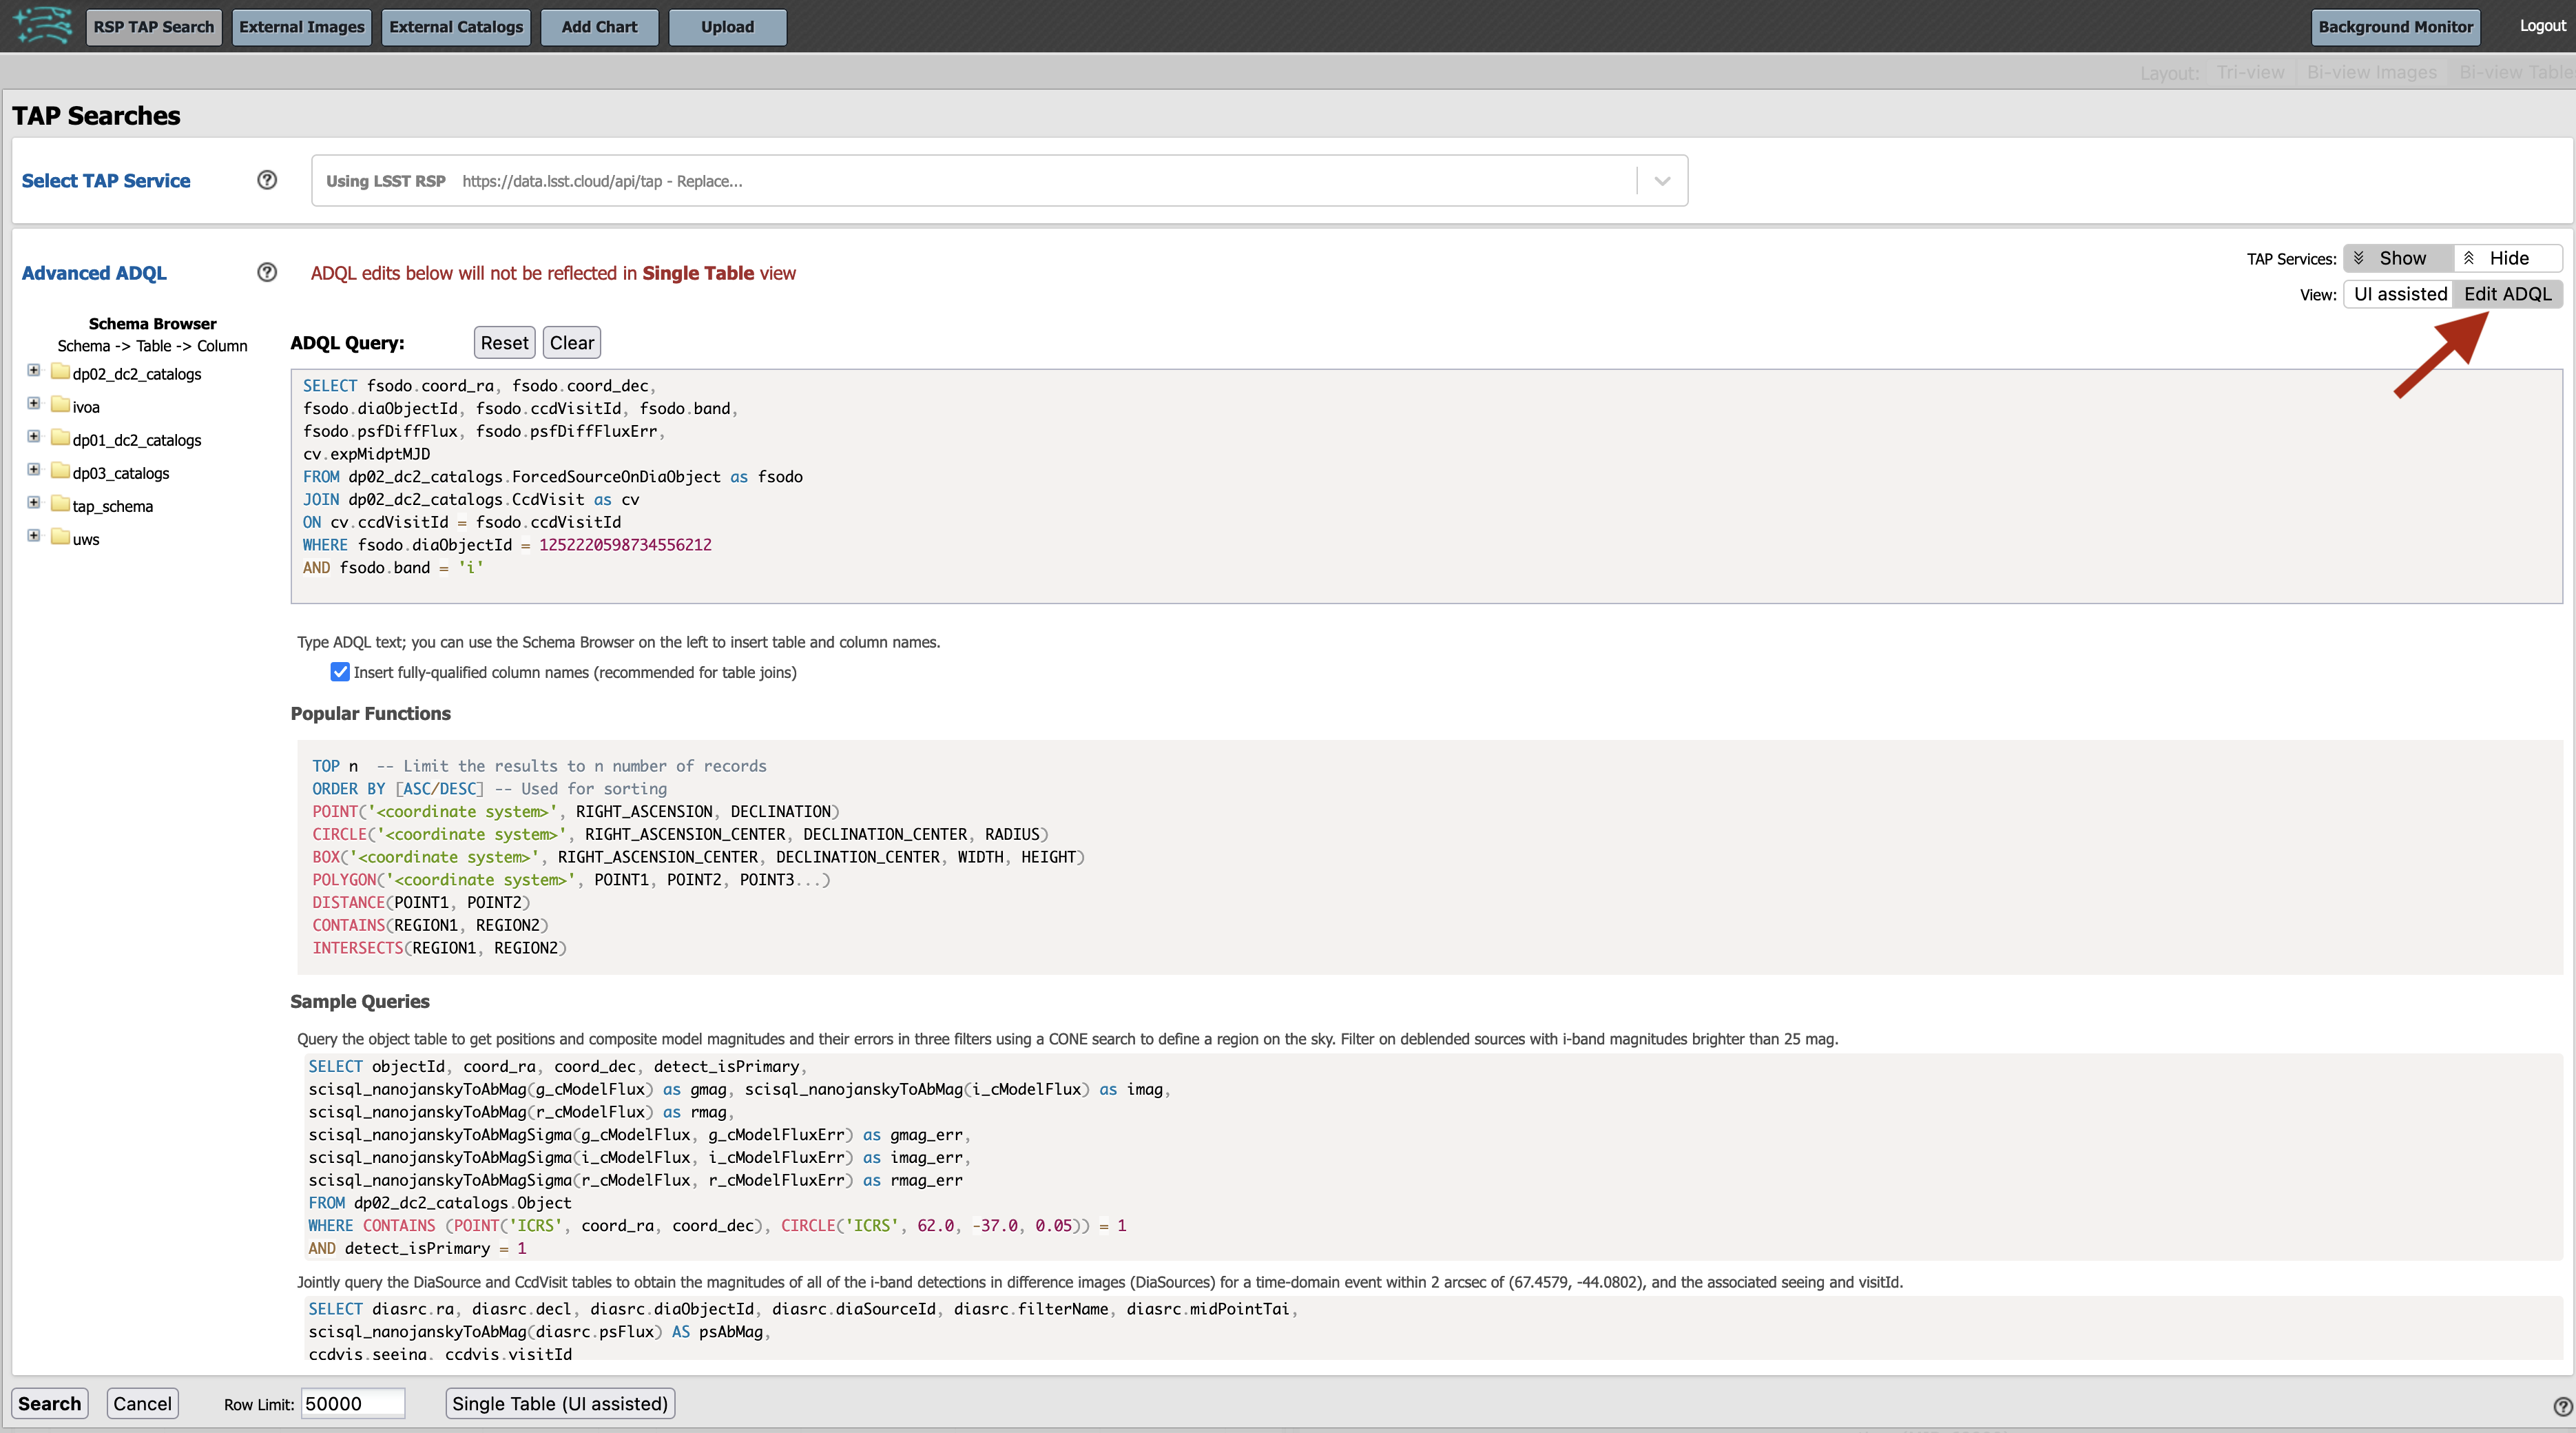 RSP TAP Search External Images External Catalogs Add Chart Upload Background Monitor Logout
Layout: Tri-view Bi-view Images Bi-view Table
TAP Searches
Select TAP Service Using LSST RSP https://data.lsst.cloud/api/tap - Replace...
TAP Services: Show Hide
Advanced ADQL ADQL edits below will not be reflected in Single Table view
View: UI assisted Edit ADQL
Schema Browser
Schema -> Table -> Column
dp02_dc2_catalogs
ivoa
dp01_dc2_catalogs
dp03_catalogs
tap_schema
uws
ADQL Query: Reset Clear
SELECT fsodo.coord_ra, fsodo.coord_dec,
fsodo.diaObjectId, fsodo.ccdVisitId, fsodo.band,
fsodo.psfDiffFlux, fsodo.psfDiffFluxErr,
cv.expMidptMJD
FROM dp02_dc2_catalogs.ForcedSourceOnDiaObject as fsodo
JOIN dp02_dc2_catalogs.CcdVisit as cv
ON cv.ccdVisitId = fsodo.ccdVisitId
WHERE fsodo.diaObjectId = 1252220598734556212
AND fsodo.band = 'i'
Type ADQL text; you can use the Schema Browser on the left to insert table and column names.
Insert fully-qualified column names (recommended for table joins)
Popular Functions
TOP n -- Limit the results to n number of records
ORDER BY [ASC/DESC] -- Used for sorting
POINT('<coordinate system>', RIGHT_ASCENSION, DECLINATION)
CIRCLE('<coordinate system>', RIGHT_ASCENSION_CENTER, DECLINATION_CENTER, RADIUS)
BOX('<coordinate system>', RIGHT_ASCENSION_CENTER, DECLINATION_CENTER, WIDTH, HEIGHT)
POLYGON('<coordinate system>', POINT1, POINT2, POINT3...)
DISTANCE(POINT1, POINT2)
CONTAINS(REGION1, REGION2)
INTERSECTS(REGION1, REGION2)
Sample Queries
Query the object table to get positions and composite model magnitudes and their errors in three filters using a CONE search to define a region on the sky. Filter on deblended sources with i-band magnitudes brighter than 25 mag.
SELECT objectId, coord_ra, coord_dec, detect_isPrimary,
scisql_nanojanskyToAbMag(g_cModelFlux) as gmag, scisql_nanojanskyToAbMag(i_cModelFlux) as imag,
scisql_nanojanskyToAbMag(r_cModelFlux) as rmag,
scisql_nanojanskyToAbMagSigma(g_cModelFlux, g_cModelFluxErr) as gmag_err,
scisql_nanojanskyToAbMagSigma(i_cModelFlux, i_cModelFluxErr) as imag_err,
scisql_nanojanskyToAbMagSigma(r_cModelFlux, r_cModelFluxErr) as rmag_err
FROM dp02_dc2_catalogs.Object
WHERE CONTAINS (POINT('ICRS', coord_ra, coord_dec), CIRCLE('ICRS', 62.0, -37.0, 0.05)) = 1
AND detect_isPrimary = 1
Jointly query the DiaSource and CcdVisit tables to obtain the magnitudes of all of the i-band detections in difference images (DiaSources) for a time-domain event within 2 arcsec of (67.4579, -44.0802), and the associated seeing and visitId.
SELECT diasrc.ra, diasrc.decl, diasrc.diaObjectId, diasrc.diaSourceId, diasrc.filterName, diasrc.midPointTai,
scisql_nanojanskyToAbMag(diasrc.psFlux) AS psAbMag,
ccdvis.seeing, ccdvis.visitId
Search Cancel Row Limit: 50000 Single Table (UI assisted)